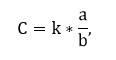 C = k * a/b,